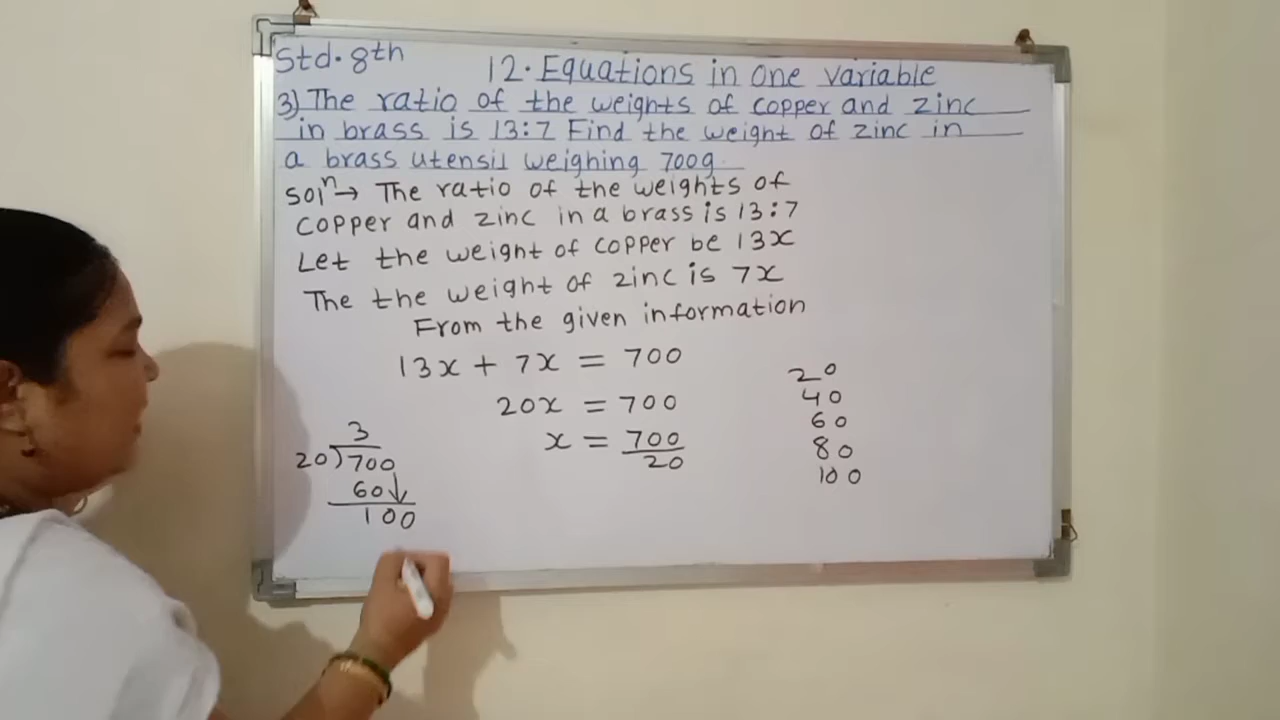 Std. 8th
12. Equations in one variable
3) The ratio of the weights of copper and zinc
in brass is 13:7 Find the weight of zinc in
a brass utensil weighing 700g
Solⁿ→ The ratio of the weights of
copper and zinc in a brass is 13:7
Let the weight of copper be 13x
The the weight of zinc is 7x
From the given information
13x + 7x = 700
20x = 700
x = 700/20
3
20)700
60↓
100
20
40
60
80
100